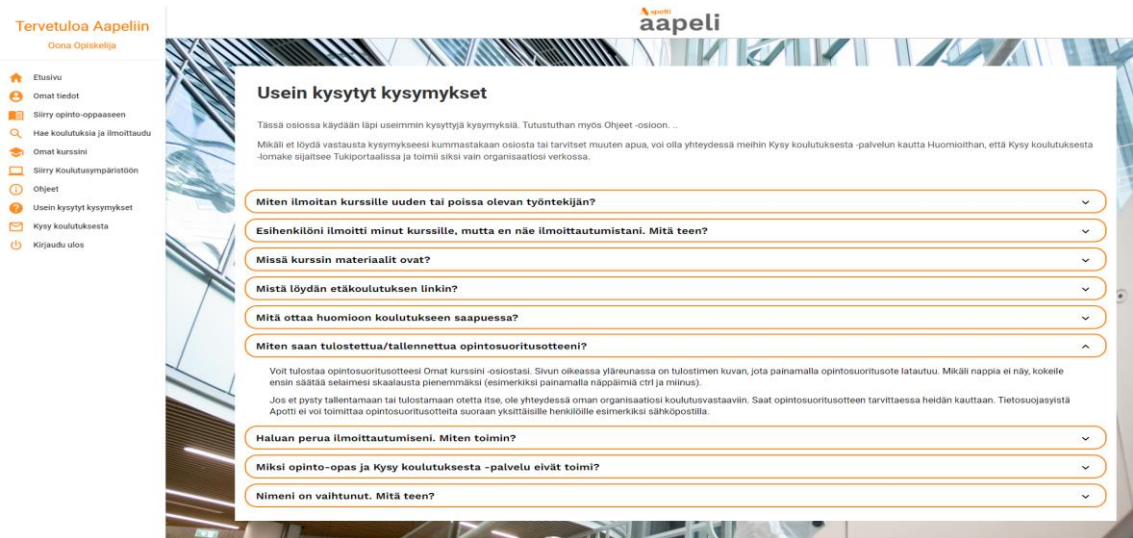 Tervetuloa Aapeliin
Oona Opiskelija
Etusivu
Omat tiedot
Siirry opinto-oppaaseen
Hae koulutuksia ja ilmoittaudu
Omat kurssini
Siirry Koulutusympäristöön
Ohjeet
Usein kysytyt kysymykset
Kysy koulutuksesta
Kirjaudu ulos
apotti
aapeli
Usein kysytyt kysymykset
Tässä osiossa käydään läpi useimmin kysyttyjä kysymyksiä. Tutustuthan myös Ohjeet -osioon. ..
Mikäli et löydä vastausta kysymykseesi kummastakaan osiosta tai tarvitset muuten apua, voi olla yhteydessä meihin Kysy koulutuksesta -palvelun kautta Huomioithan, että Kysy koulutuksesta
-lomake sijaitsee Tukiportaalissa ja toimii siksi vain organisaatiosi verkossa.
Miten ilmoitan kurssille uuden tai poissa olevan työntekijän?
Esihenkilöni ilmoitti minut kurssille, mutta en näe ilmoittautumistani. Mitä teen?
Missä kurssin materiaalit ovat?
Mistä löydän etäkoulutuksen linkin?
Mitä ottaa huomioon koulutukseen saapuessa?
Miten saan tulostettua/tallennettua opintosuoritusotteeni?
Voit tulostaa opintosuoritusotteesi Omat kurssini -osiostasi. Sivun oikeassa yläreunassa on tulostimen kuvan, jota painamalla opintosuoritusote latautuu. Mikäli nappia ei näy, kokeile
ensin säätää selaimesi skaalausta pienemmäksi (esimerkiksi painamalla näppäimiä ctrl ja miinus).
Jos et pysty tallentamaan tai tulostamaan otetta itse, ole yhteydessä oman organisaatiosi koulutusvastaaviin. Saat opintosuoritusotteen tarvittaessa heidän kauttaan. Tietosuojasyistä
Apotti ei voi toimittaa opintosuoritusotteita suoraan yksittäisille henkilöille esimerkiksi sähköpostilla.
Haluan perua ilmoittautumiseni. Miten toimin?
Miksi opinto-opas ja Kysy koulutuksesta -palvelu eivät toimi?
Nimeni on vaihtunut. Mitä teen?